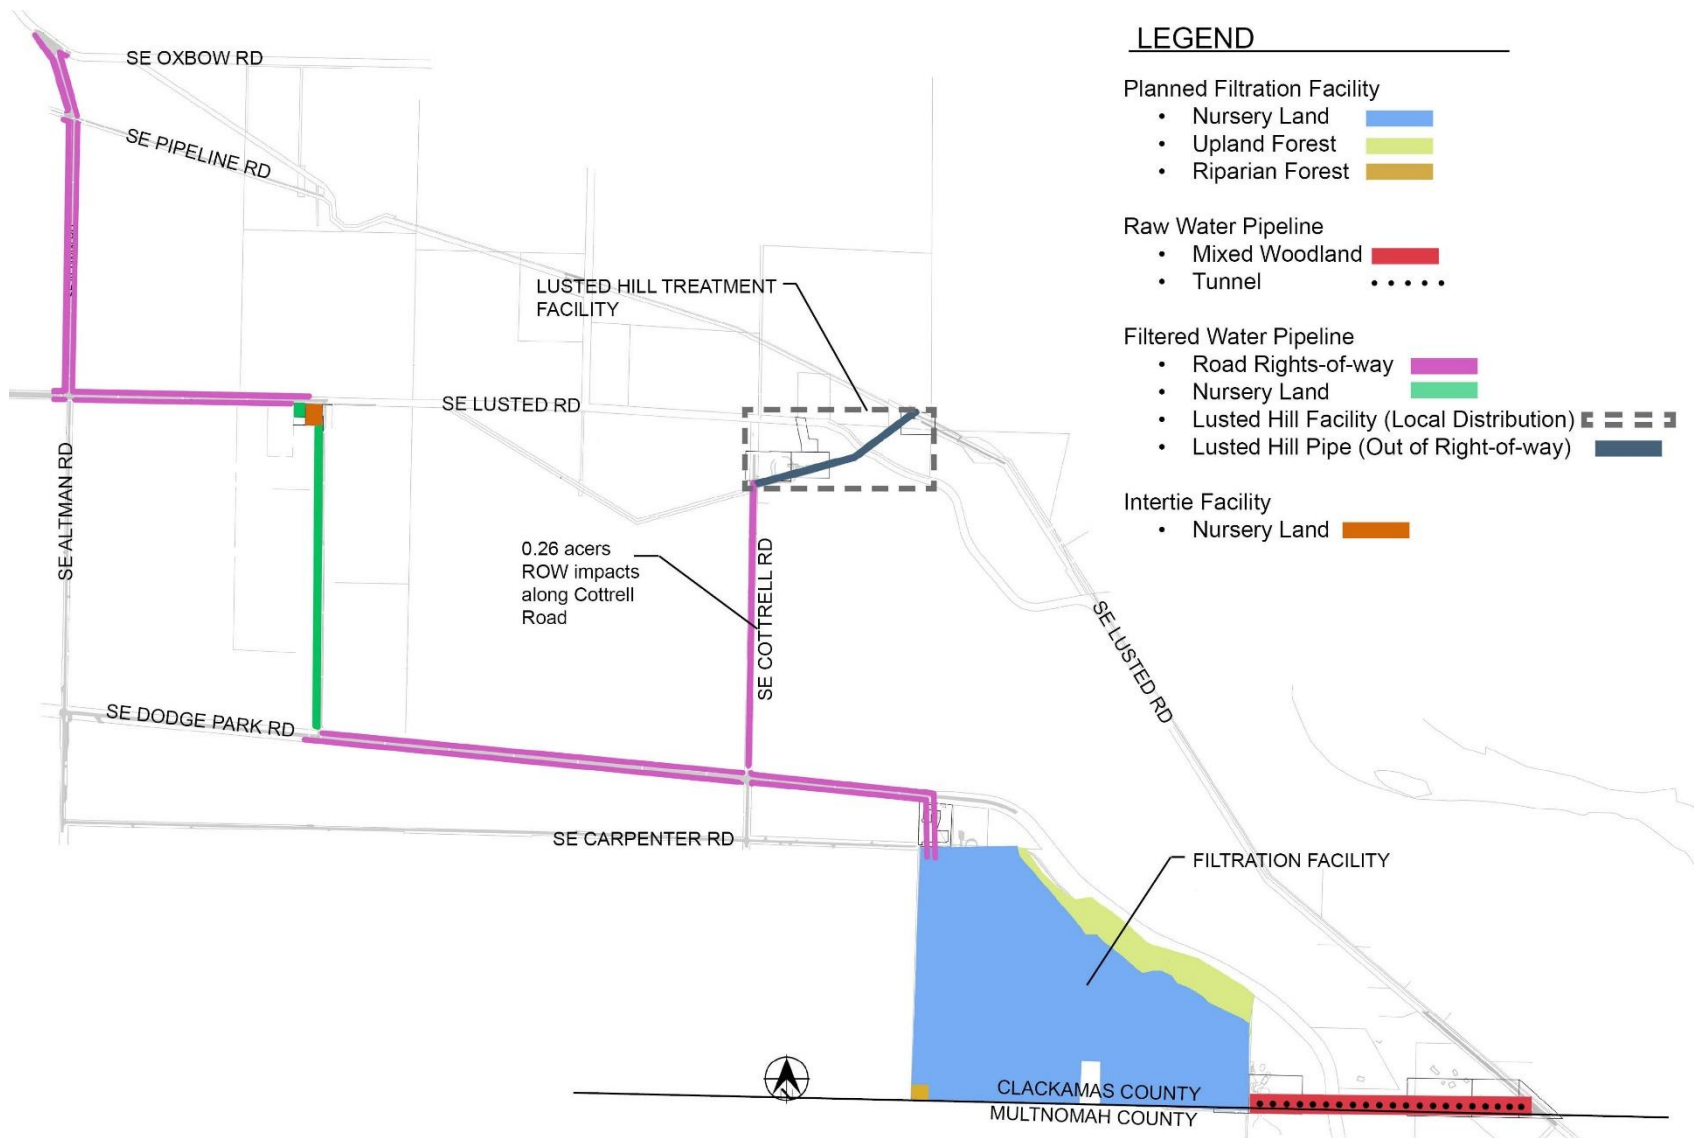 LEGEND
Planned Filtration Facility
• Nursery Land
• Upland Forest
• Riparian Forest
Raw Water Pipeline
• Mixed Woodland
• Tunnel
Filtered Water Pipeline
• Road Rights-of-way
• Nursery Land
• Lusted Hill Facility (Local Distribution)
• Lusted Hill Pipe (Out of Right-of-way)
Intertie Facility
• Nursery Land
SE OXBOW RD
SE PIPELINE RD
LUSTED HILL TREATMENT
FACILITY
SE LUSTED RD
SE ALTMAN RD
0.26 acers
ROW impacts
along Cottrell
Road
SE COTTRELL RD
SE LUSTED RD
SE DODGE PARK RD
SE CARPENTER RD
FILTRATION FACILITY
CLACKAMAS COUNTY
MULTNOMAH COUNTY